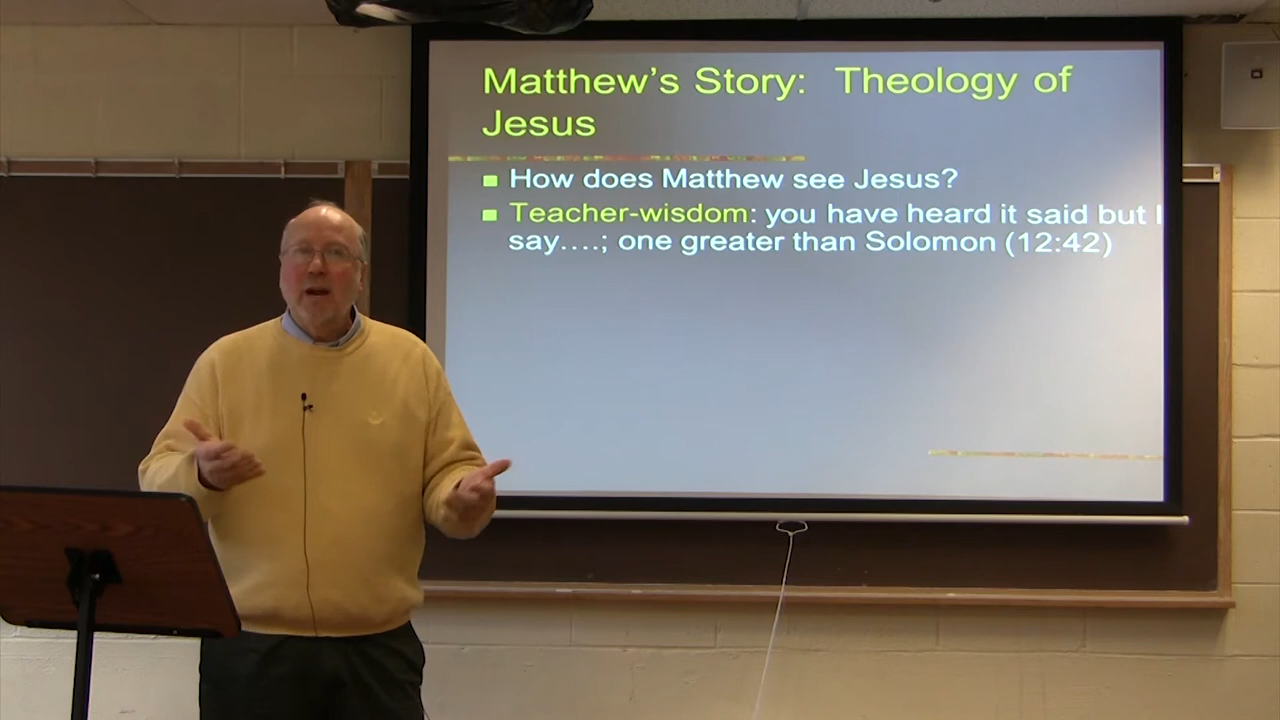 Matthew’s Story:  Theology of
Jesus
How does Matthew see Jesus?
Teacher-wisdom: you have heard it said but I
say….; one greater than Solomon (12:42)